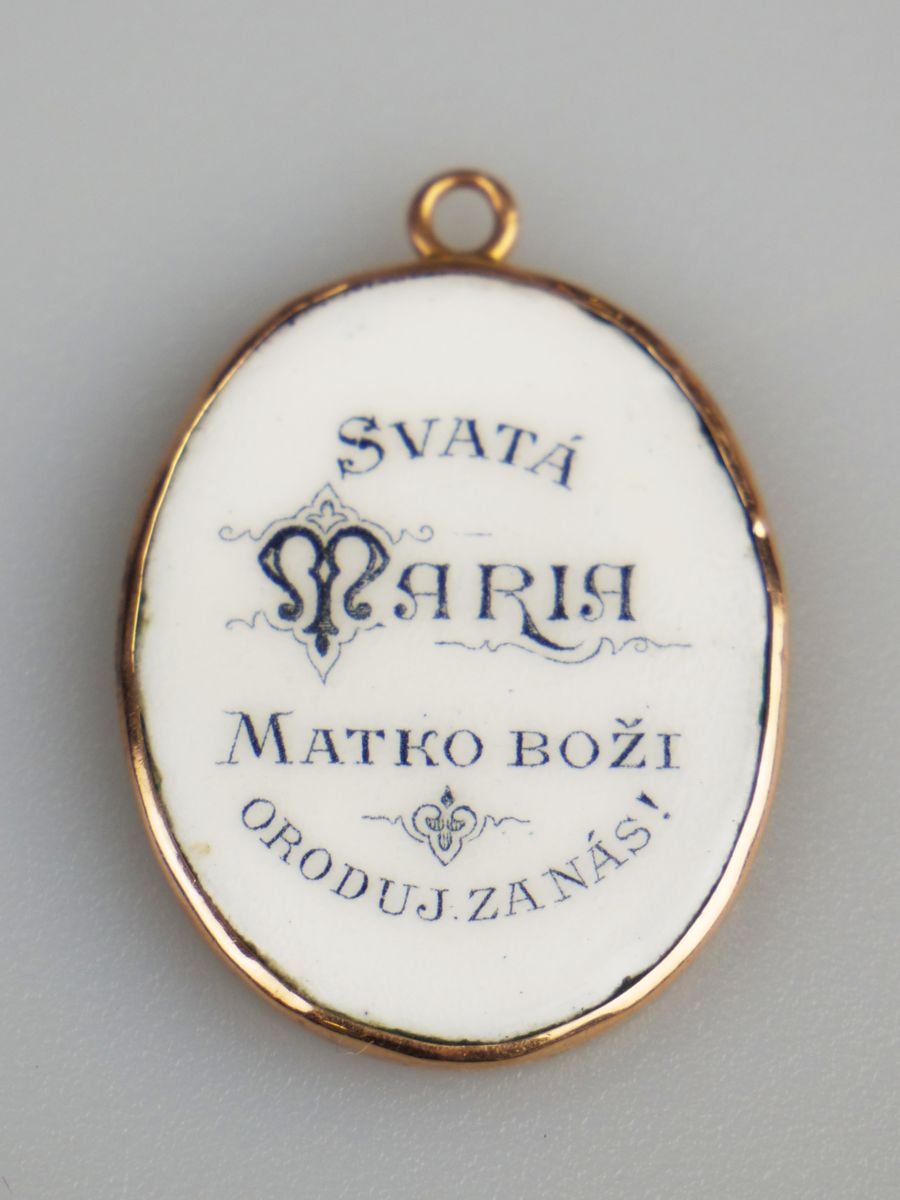 SVATÁ
MARIA
MATKO BOŽI
ORODUJ. ZA NÁS!